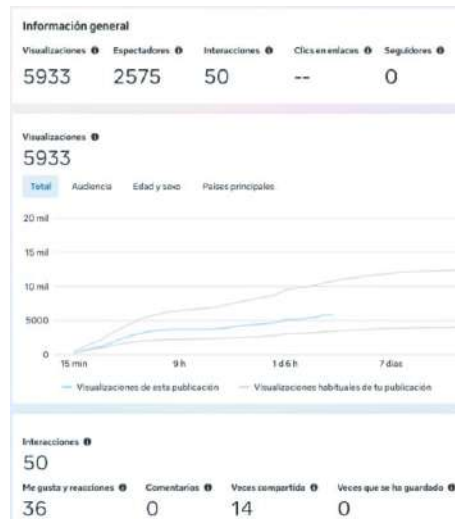 Información general
Visualizaciones Espectadores Interacciones Clics en enlaces Seguidores
5933 2575 50 -- 0
Visualizaciones
5933
Total Audiencia Edad y sexo Países principales
20 mil
15 mil
10 mil
5000
0
15 min 9 h 1 d 6 h 7 días
Visualizaciones de esta publicación Visualizaciones habituales de tu publicación
Interacciones
50
Me gusta y reacciones Comentarios Veces compartida Veces que se ha guardado
36 0 14 0